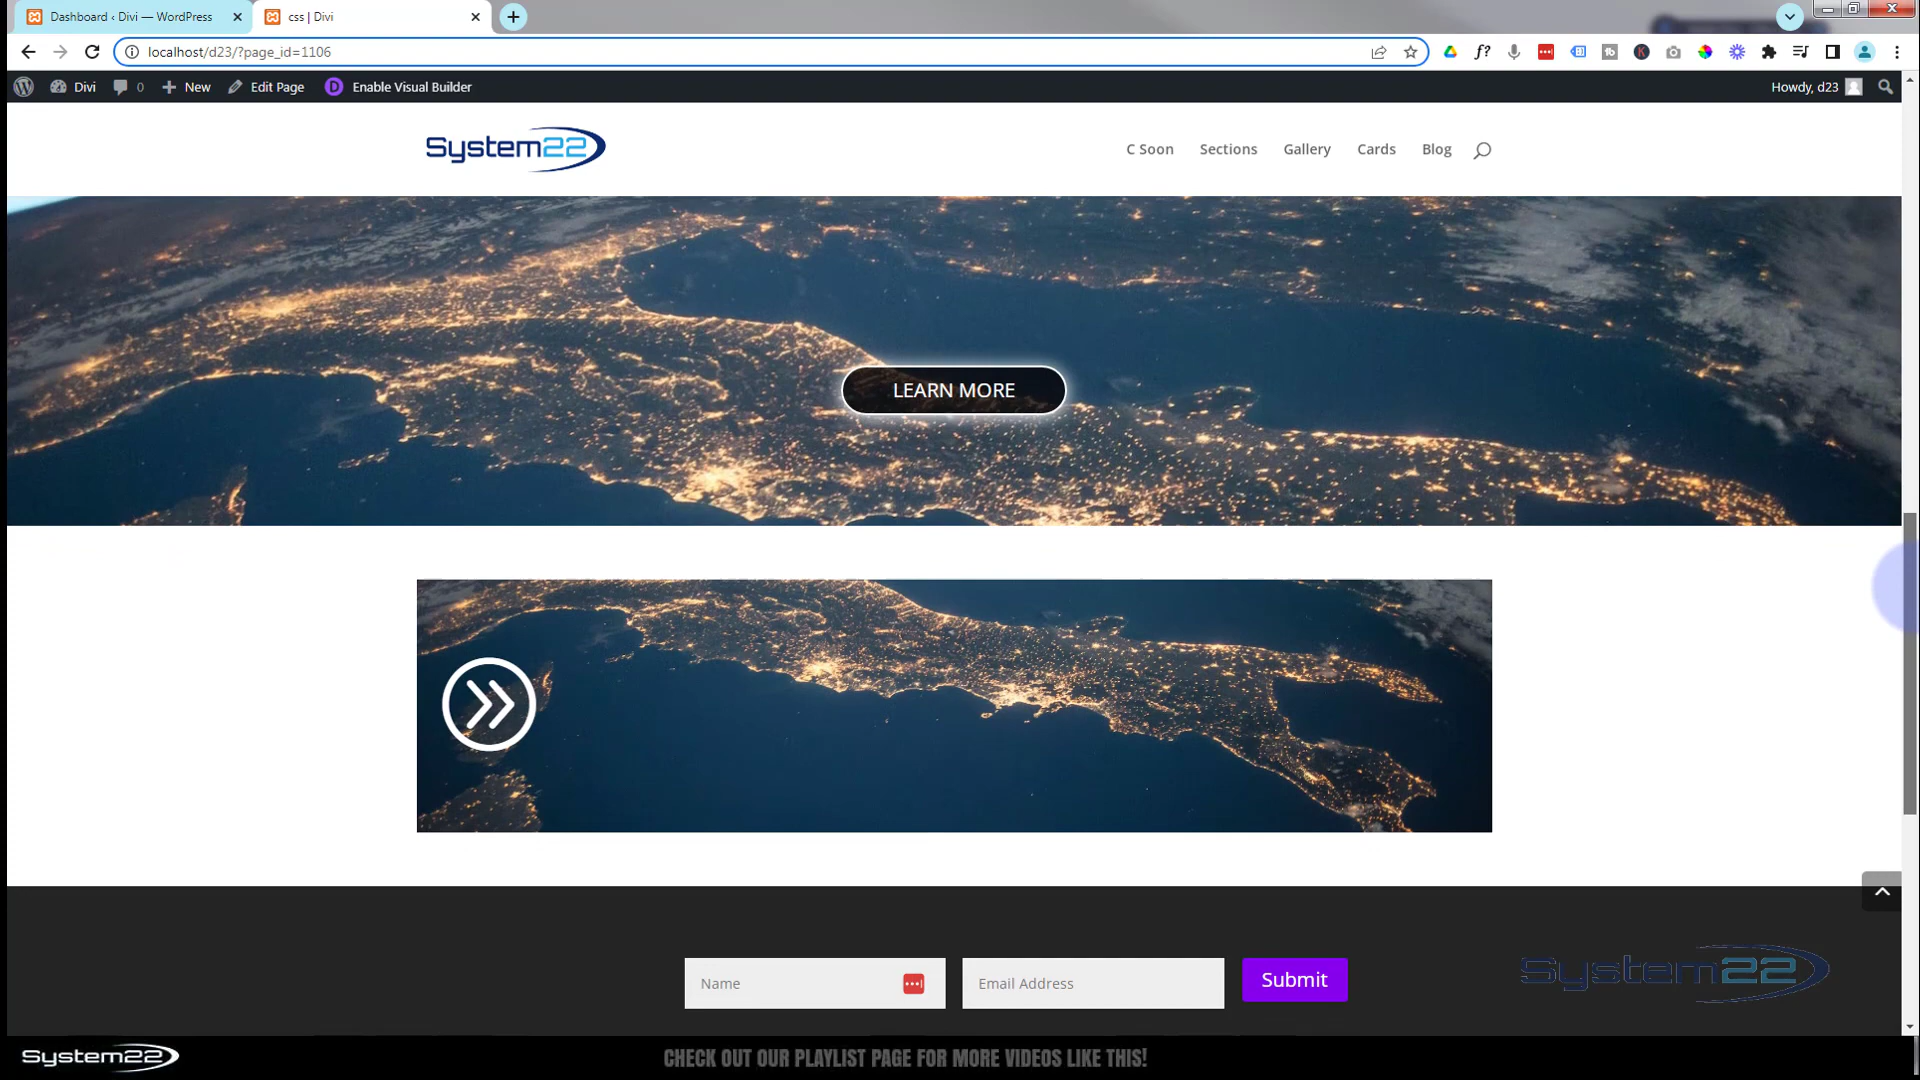 Dashboard ‹ Divi — WordPress
css | Divi
localhost/d23/?page_id=1106
Divi
0
New
Edit Page
Enable Visual Builder
Howdy, d23
System22
C Soon
Sections
Gallery
Cards
Blog
LEARN MORE
Name
Email Address
Submit
System22
System22
CHECK OUT OUR PLAYLIST PAGE FOR MORE VIDEOS LIKE THIS!